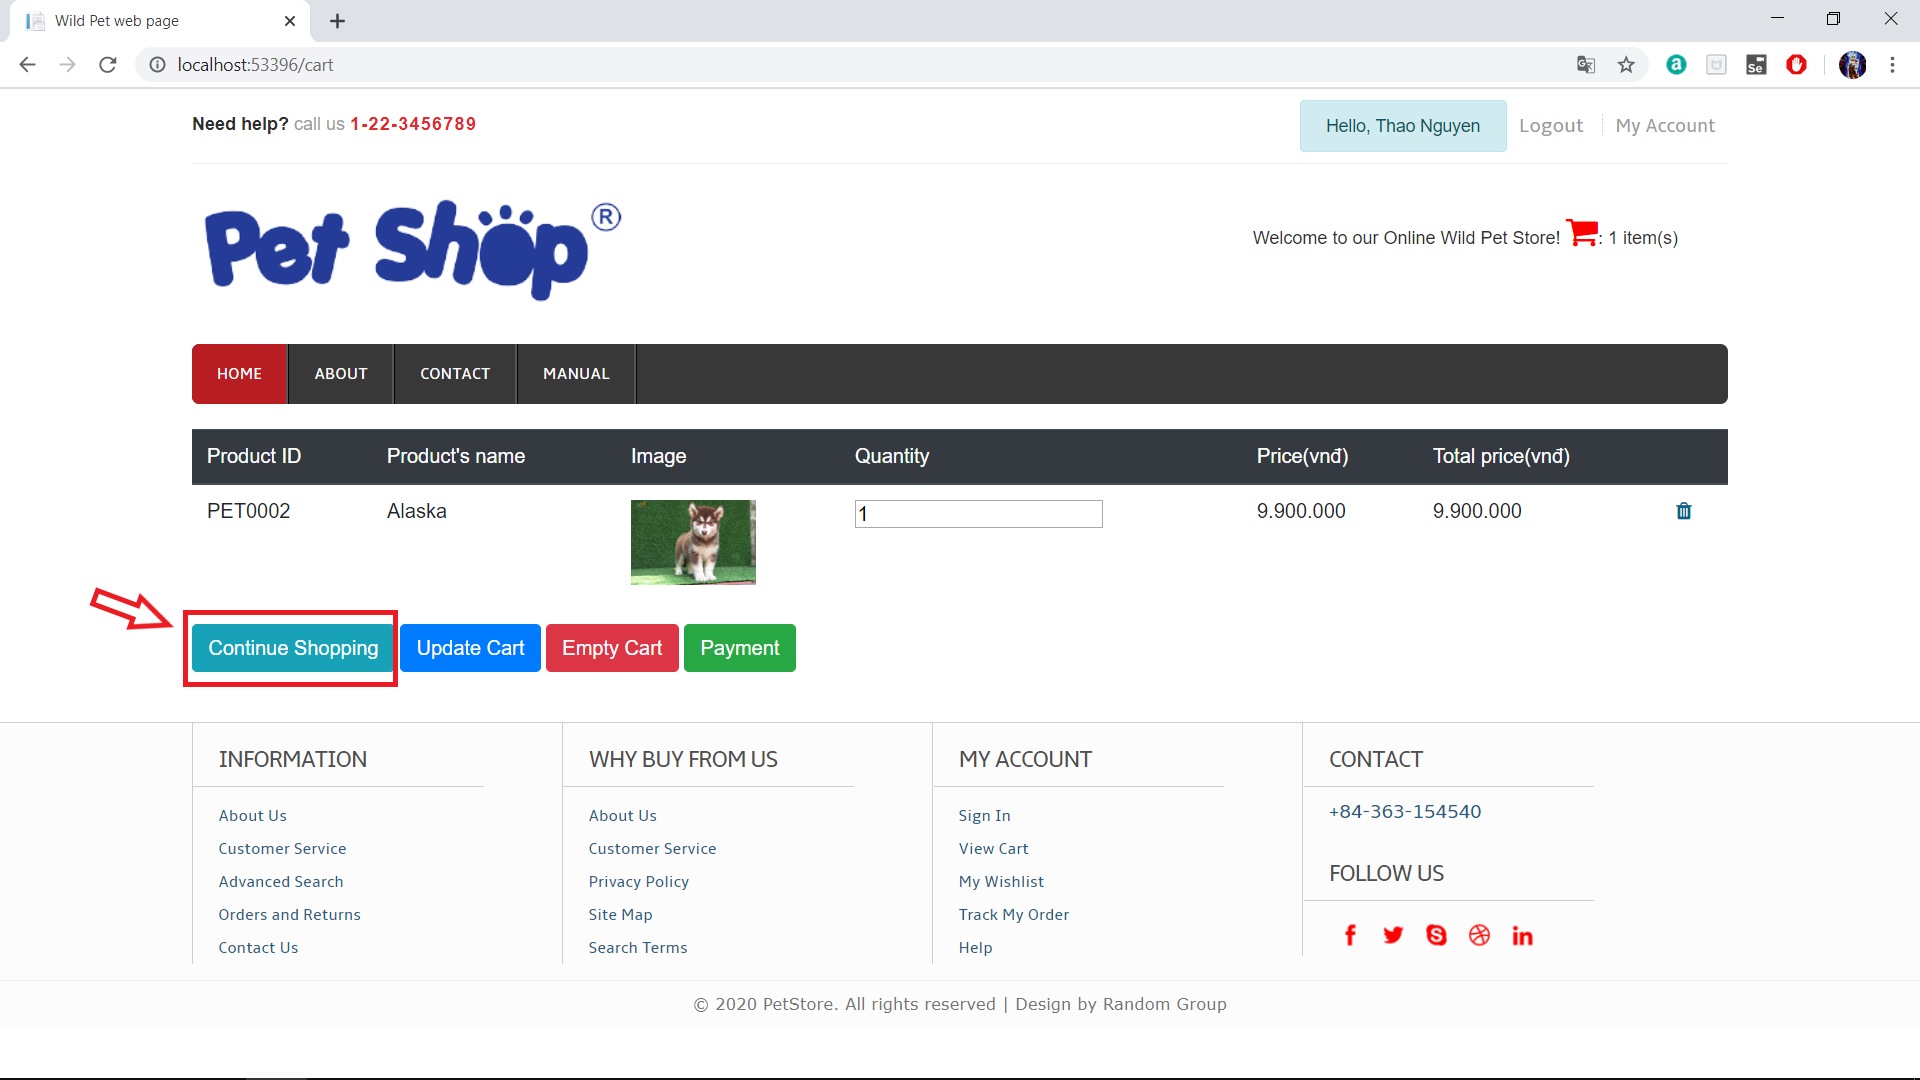 Wild Pet web page
localhost:53396/cart
Need help? call us 1-22-3456789
Hello, Thao Nguyen
Logout
My Account
Pet Shop ®
Welcome to our Online Wild Pet Store! : 1 item(s)
HOME ABOUT CONTACT MANUAL
Product ID Product's name Image Quantity Price(vnđ) Total price(vnđ)
PET0002 Alaska 1 9.900.000 9.900.000
Continue Shopping Update Cart Empty Cart Payment
INFORMATION
About Us
Customer Service
Advanced Search
Orders and Returns
Contact Us
WHY BUY FROM US
About Us
Customer Service
Privacy Policy
Site Map
Search Terms
MY ACCOUNT
Sign In
View Cart
My Wishlist
Track My Order
Help
CONTACT
+84-363-154540
FOLLOW US
© 2020 PetStore. All rights reserved | Design by Random Group